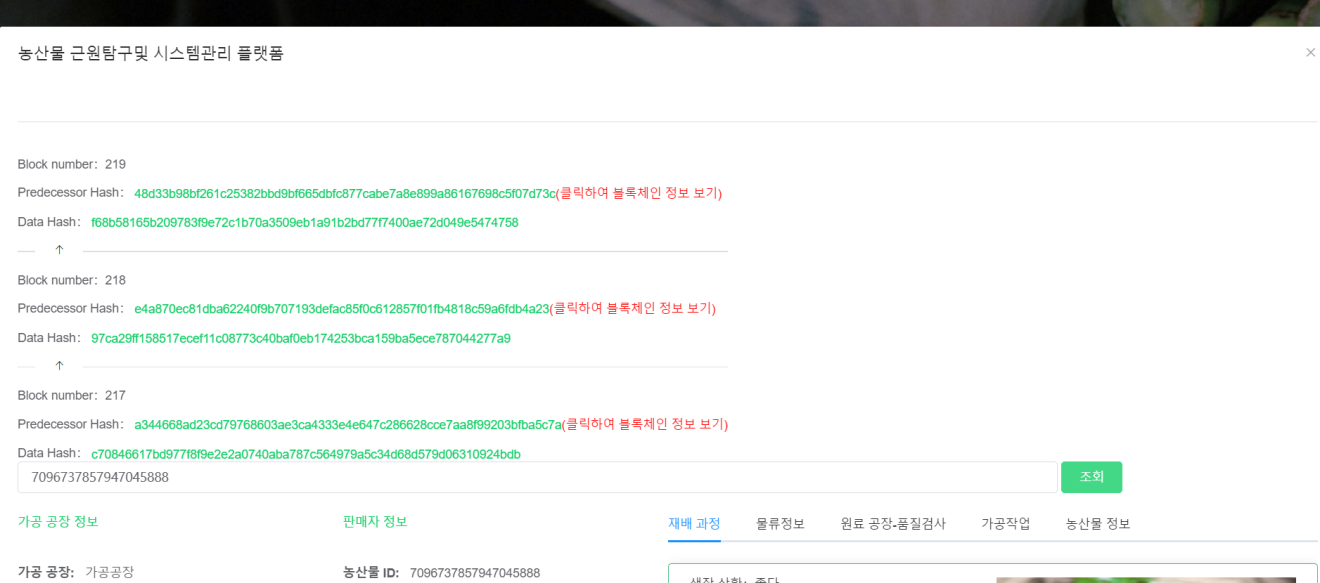 농산물 근원탐구및 시스템관리 플랫폼
×
Block number: 219
Predecessor Hash: 48d33b98bf261c25382bbd9bf665dbfc877cabe7a8e899a86167698c5f07d73c(클릭하여 블록체인 정보 보기)
Data Hash: f68b58165b209783f9e72c1b70a3509eb1a91b2bd77f7400ae72d049e5474758
↑
Block number: 218
Predecessor Hash: e4a870ec81dba62240f9b707193defac85f0c612857f01fb4818c59a6fdb4a23(클릭하여 블록체인 정보 보기)
Data Hash: 97ca29ff158517ecef11c08773c40baf0eb174253bca159ba5ece787044277a9
↑
Block number: 217
Predecessor Hash: a344668ad23cd79768603ae3ca4333e4e647c286628cce7aa8f99203bfba5c7a(클릭하여 블록체인 정보 보기)
Data Hash: c70846617bd977f8f9e2e2a0740aba787c564979a5c34d68d579d06310924bdb
7096737857947045888 조회
가공 공장 정보 판매자 정보 재배 과정 물류정보 원료 공장-품질검사 가공작업 농산물 정보
가공 공장: 가공공장 농산물 ID: 7096737857947045888
생장 상황: 좋다